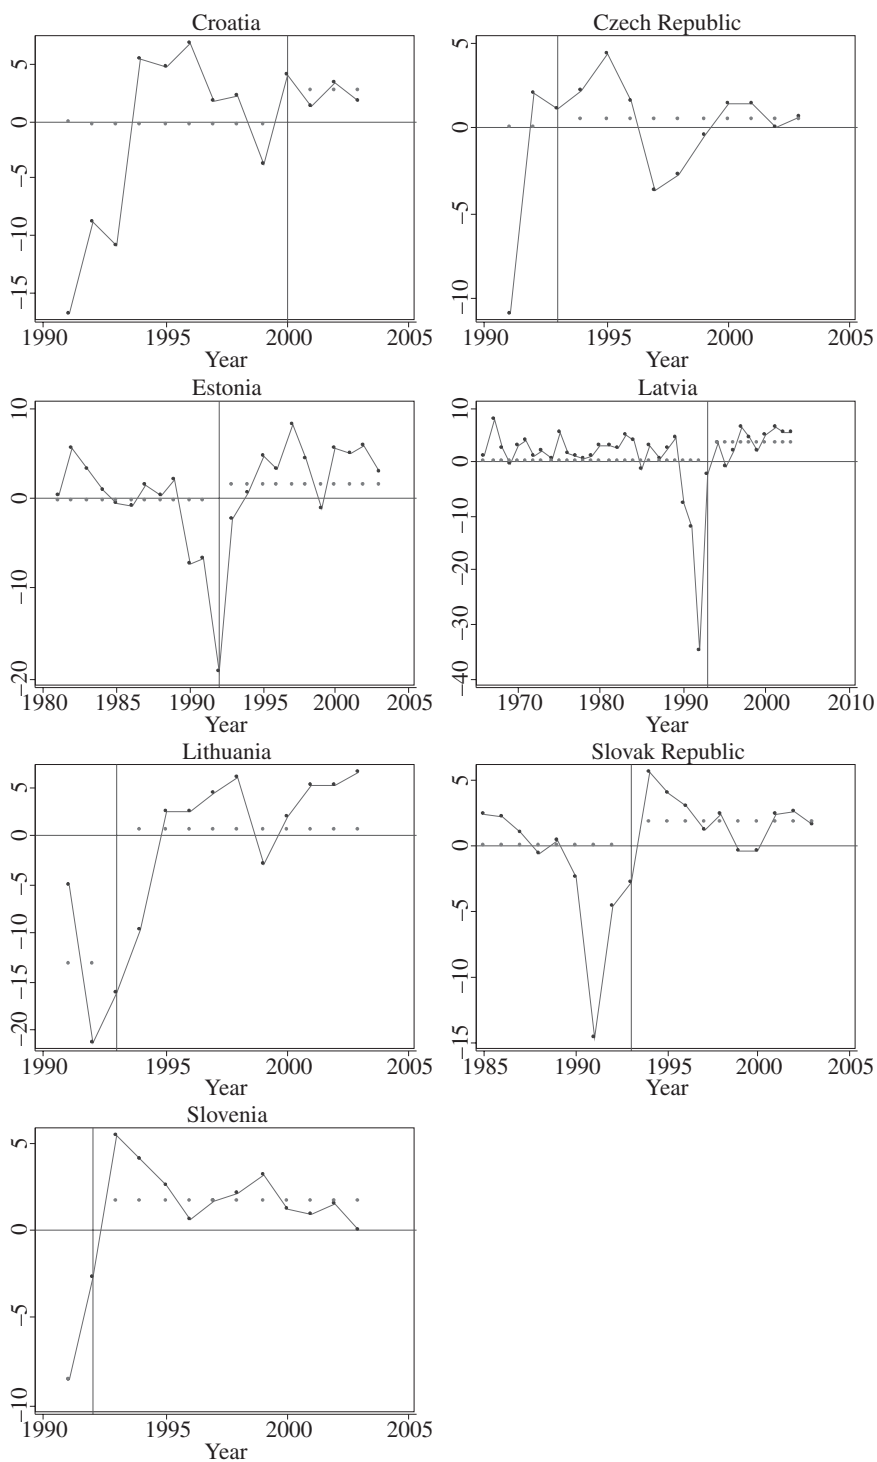 Croatia
5
0
−5
−10
−15
1990 1995 2000 2005
Year
Czech Republic
5
0
−5
−10
1990 1995 2000 2005
Year
Estonia
10
0
−10
−20
1980 1985 1990 1995 2000 2005
Year
Latvia
10
0
−10
−20
−30
−40
1970 1980 1990 2000 2010
Year
Lithuania
5
0
−5
−10
−15
−20
1990 1995 2000 2005
Year
Slovak Republic
5
0
−5
−10
−15
1985 1990 1995 2000 2005
Year
Slovenia
5
0
−5
−10
1990 1995 2000 2005
Year